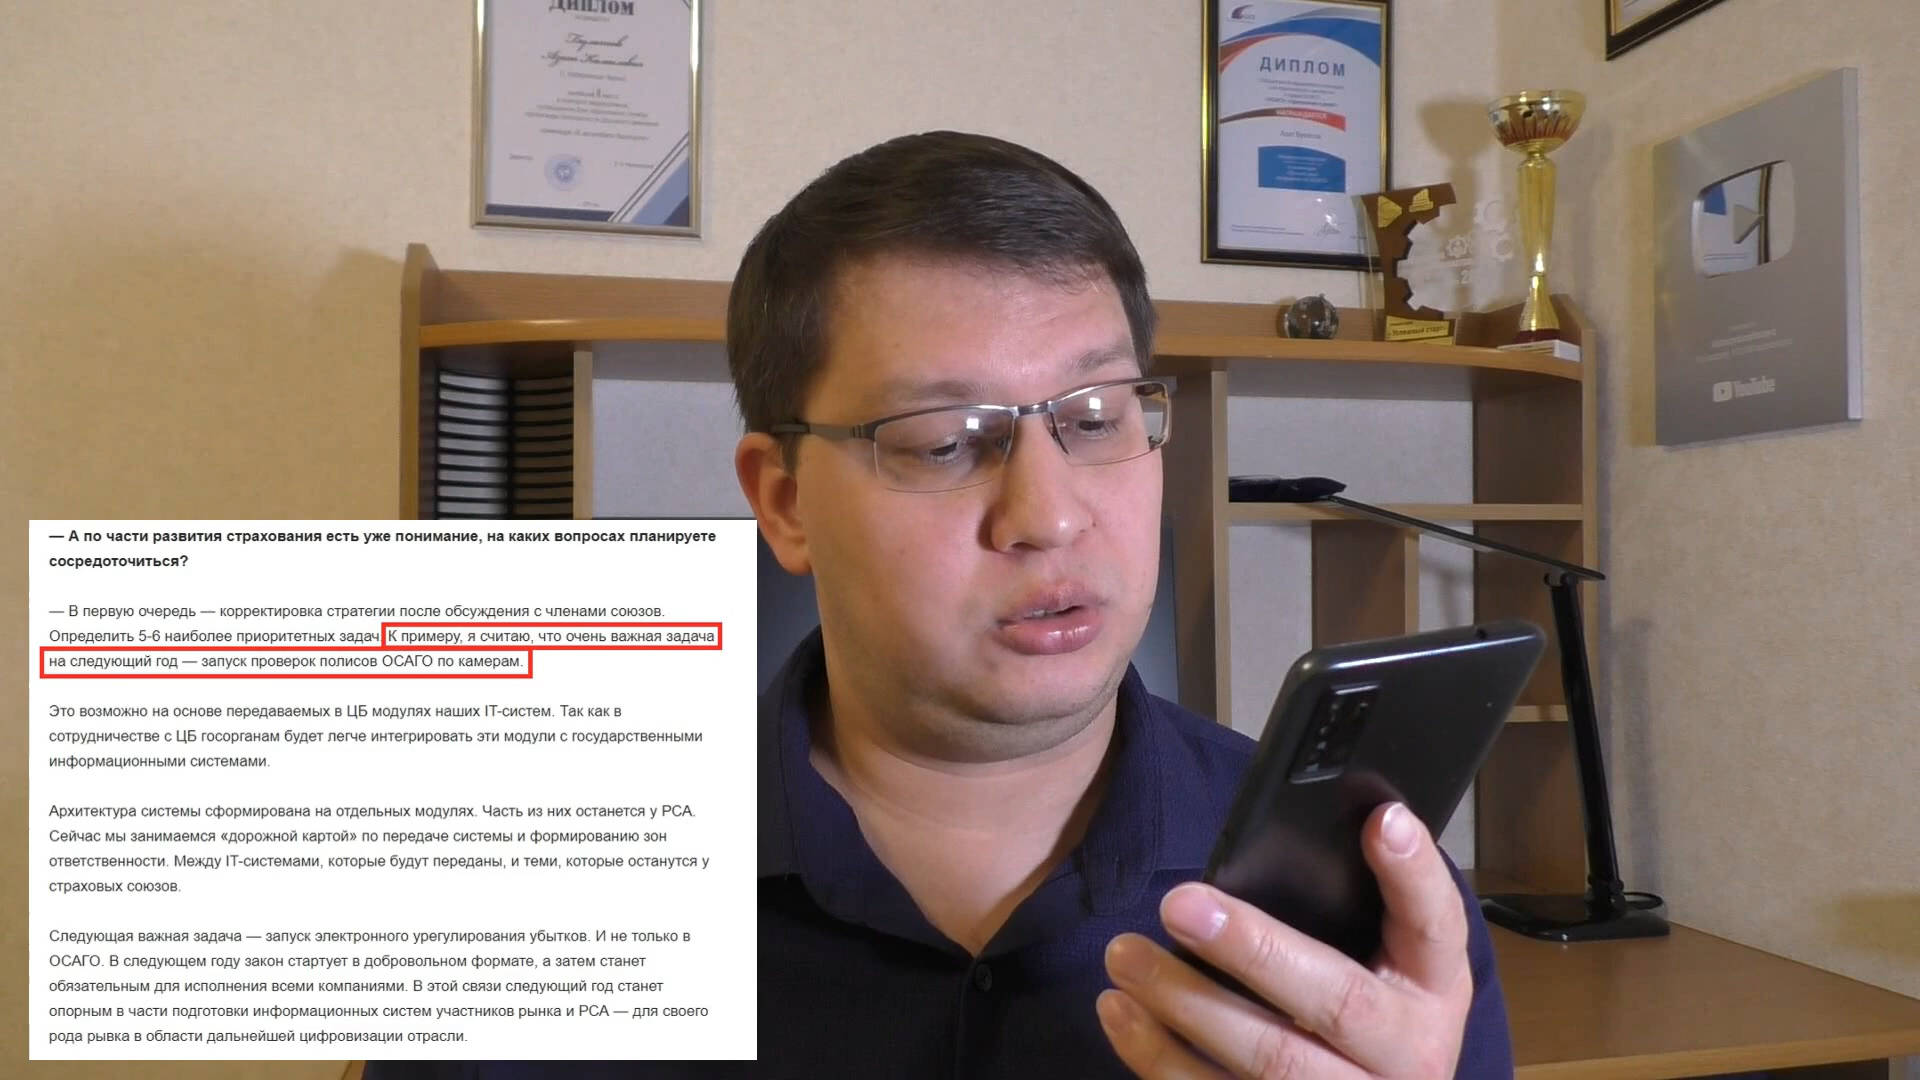 ДИПЛОМ
ДИПЛОМ
НАГРАЖДАЕТСЯ
YouTube
— А по части развития страхования есть уже понимание, на каких вопросах планируете
сосредоточиться?
— В первую очередь — корректировка стратегии после обсуждения с членами союзов.
Определить 5-6 наиболее приоритетных задач. К примеру, я считаю, что очень важная задача
на следующий год — запуск проверок полисов ОСАГО по камерам.
Это возможно на основе передаваемых в ЦБ модулях наших IT-систем. Так как в
сотрудничестве с ЦБ госорганам будет легче интегрировать эти модули с государственными
информационными системами.
Архитектура системы сформирована на отдельных модулях. Часть из них останется у РСА.
Сейчас мы занимаемся «дорожной картой» по передаче системы и формированию зон
ответственности. Между IT-системами, которые будут переданы, и теми, которые останутся у
страховых союзов.
Следующая важная задача — запуск электронного урегулирования убытков. И не только в
ОСАГО. В следующем году закон стартует в добровольном формате, а затем станет
обязательным для исполнения всеми компаниями. В этой связи следующий год станет
опорным в части подготовки информационных систем участников рынка и РСА — для своего
рода рывка в области дальнейшей цифровизации отрасли.